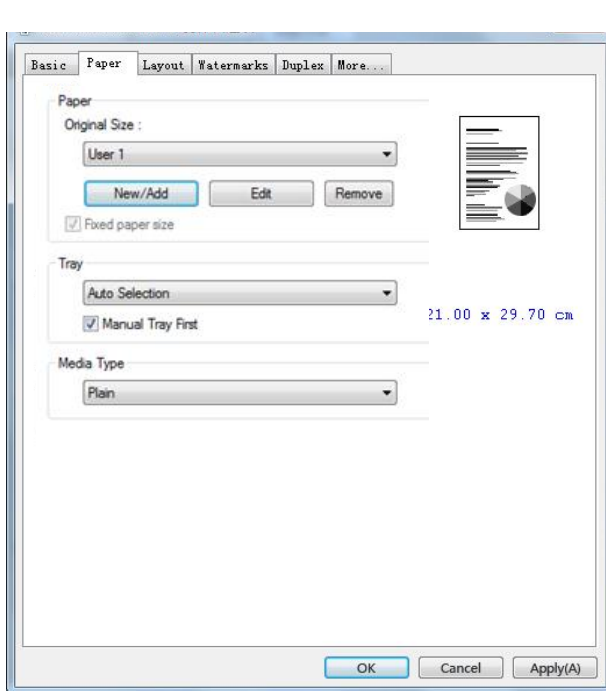 Basic Paper Layout Watermarks Duplex More...
Paper
Original Size :
User 1
New/Add Edit Remove
Fixed paper size
Tray
Auto Selection
Manual Tray First
21.00 x 29.70 cm
Media Type
Plain
OK Cancel Apply(A)